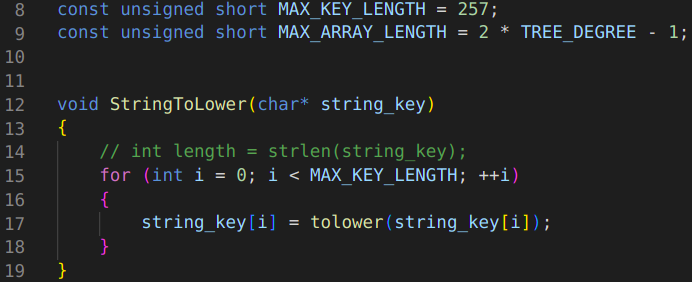 8 const unsigned short MAX_KEY_LENGTH = 257;
9 const unsigned short MAX_ARRAY_LENGTH = 2 * TREE_DEGREE - 1;
10
11
12 void StringToLower(char* string_key)
13 {
14 // int length = strlen(string_key);
15 for (int i = 0; i < MAX_KEY_LENGTH; ++i)
16 {
17 string_key[i] = tolower(string_key[i]);
18 }
19 }